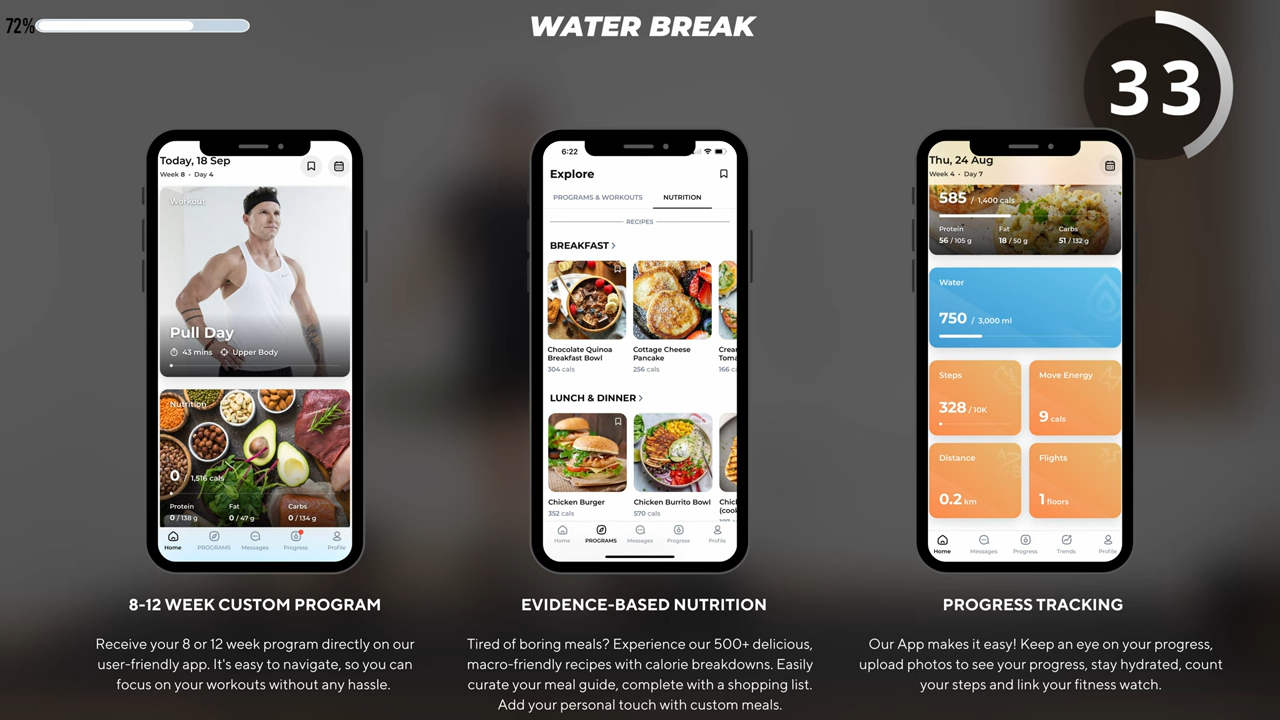 72%
WATER BREAK
33
Today, 18 Sep
Week 8 • Day 4
Workout
Pull Day
43 mins Upper Body
Nutrition
0 / 1,516 cals
Protein Fat Carbs
0 / 138 g 0 / 47 g 0 / 134 g
Home PROGRAMS Messages Progress Profile
6:22
Explore
PROGRAMS & WORKOUTS NUTRITION
RECIPES
BREAKFAST >
Chocolate Quinoa
Breakfast Bowl
304 cals
Cottage Cheese
Pancake
256 cals
Crea
Toma
166 c
LUNCH & DINNER >
Chicken Burger
352 cals
Chicken Burrito Bowl
570 cals
Chic
(cook
Home PROGRAMS Messages Progress Profile
Thu, 24 Aug
Week 4 • Day 7
585 / 1,400 cals
Protein Fat Carbs
56 / 105 g 18 / 50 g 51 / 132 g
Water
750 / 3,000 ml
Steps
328 / 10K
Move Energy
9 cals
Distance
0.2 km
Flights
1 floors
Home Messages Progress Trends Profile
8-12 WEEK CUSTOM PROGRAM
Receive your 8 or 12 week program directly on our
user-friendly app. It's easy to navigate, so you can
focus on your workouts without any hassle.
EVIDENCE-BASED NUTRITION
Tired of boring meals? Experience our 500+ delicious,
macro-friendly recipes with calorie breakdowns. Easily
curate your meal guide, complete with a shopping list.
Add your personal touch with custom meals.
PROGRESS TRACKING
Our App makes it easy! Keep an eye on your progress,
upload photos to see your progress, stay hydrated, count
your steps and link your fitness watch.